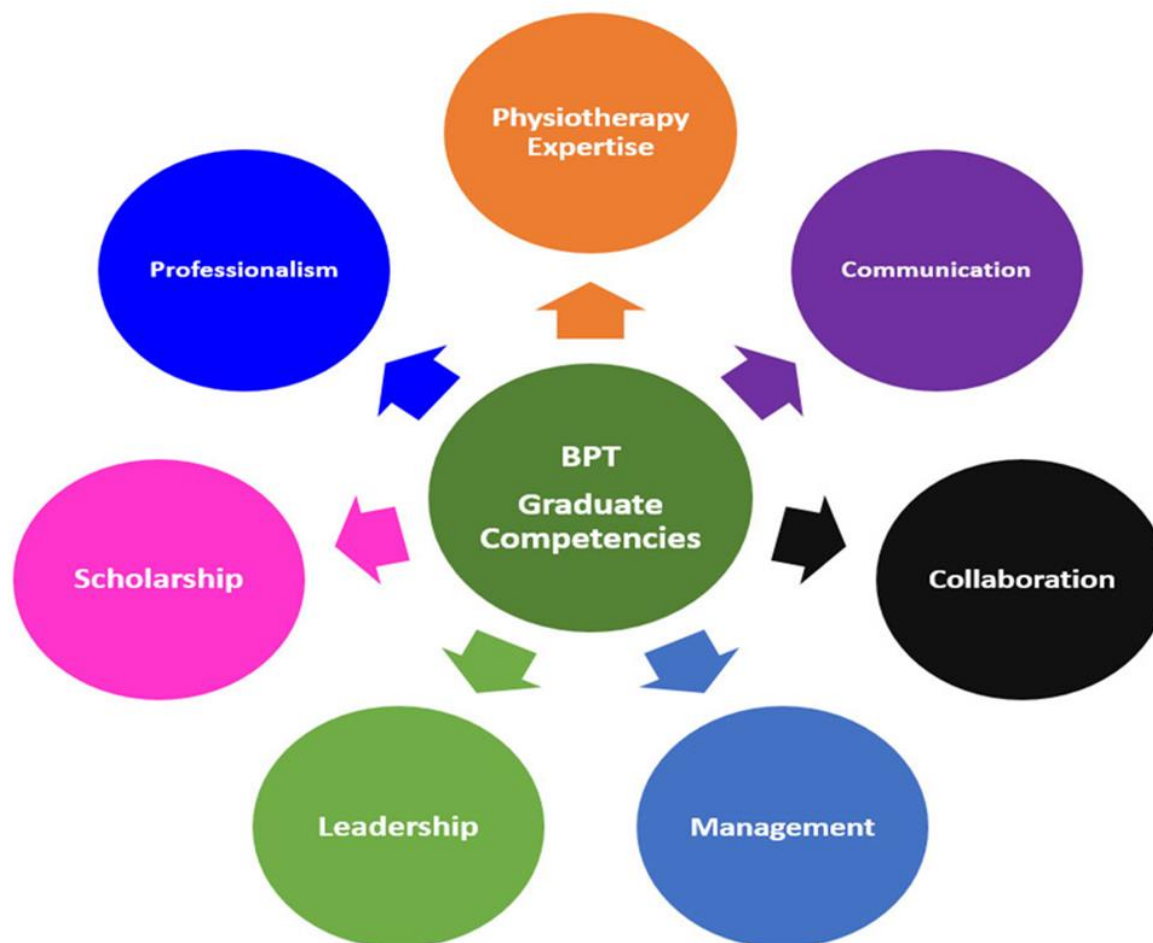 Physiotherapy
Expertise
Professionalism
Communication
BPT
Graduate
Competencies
Scholarship
Collaboration
Leadership
Management